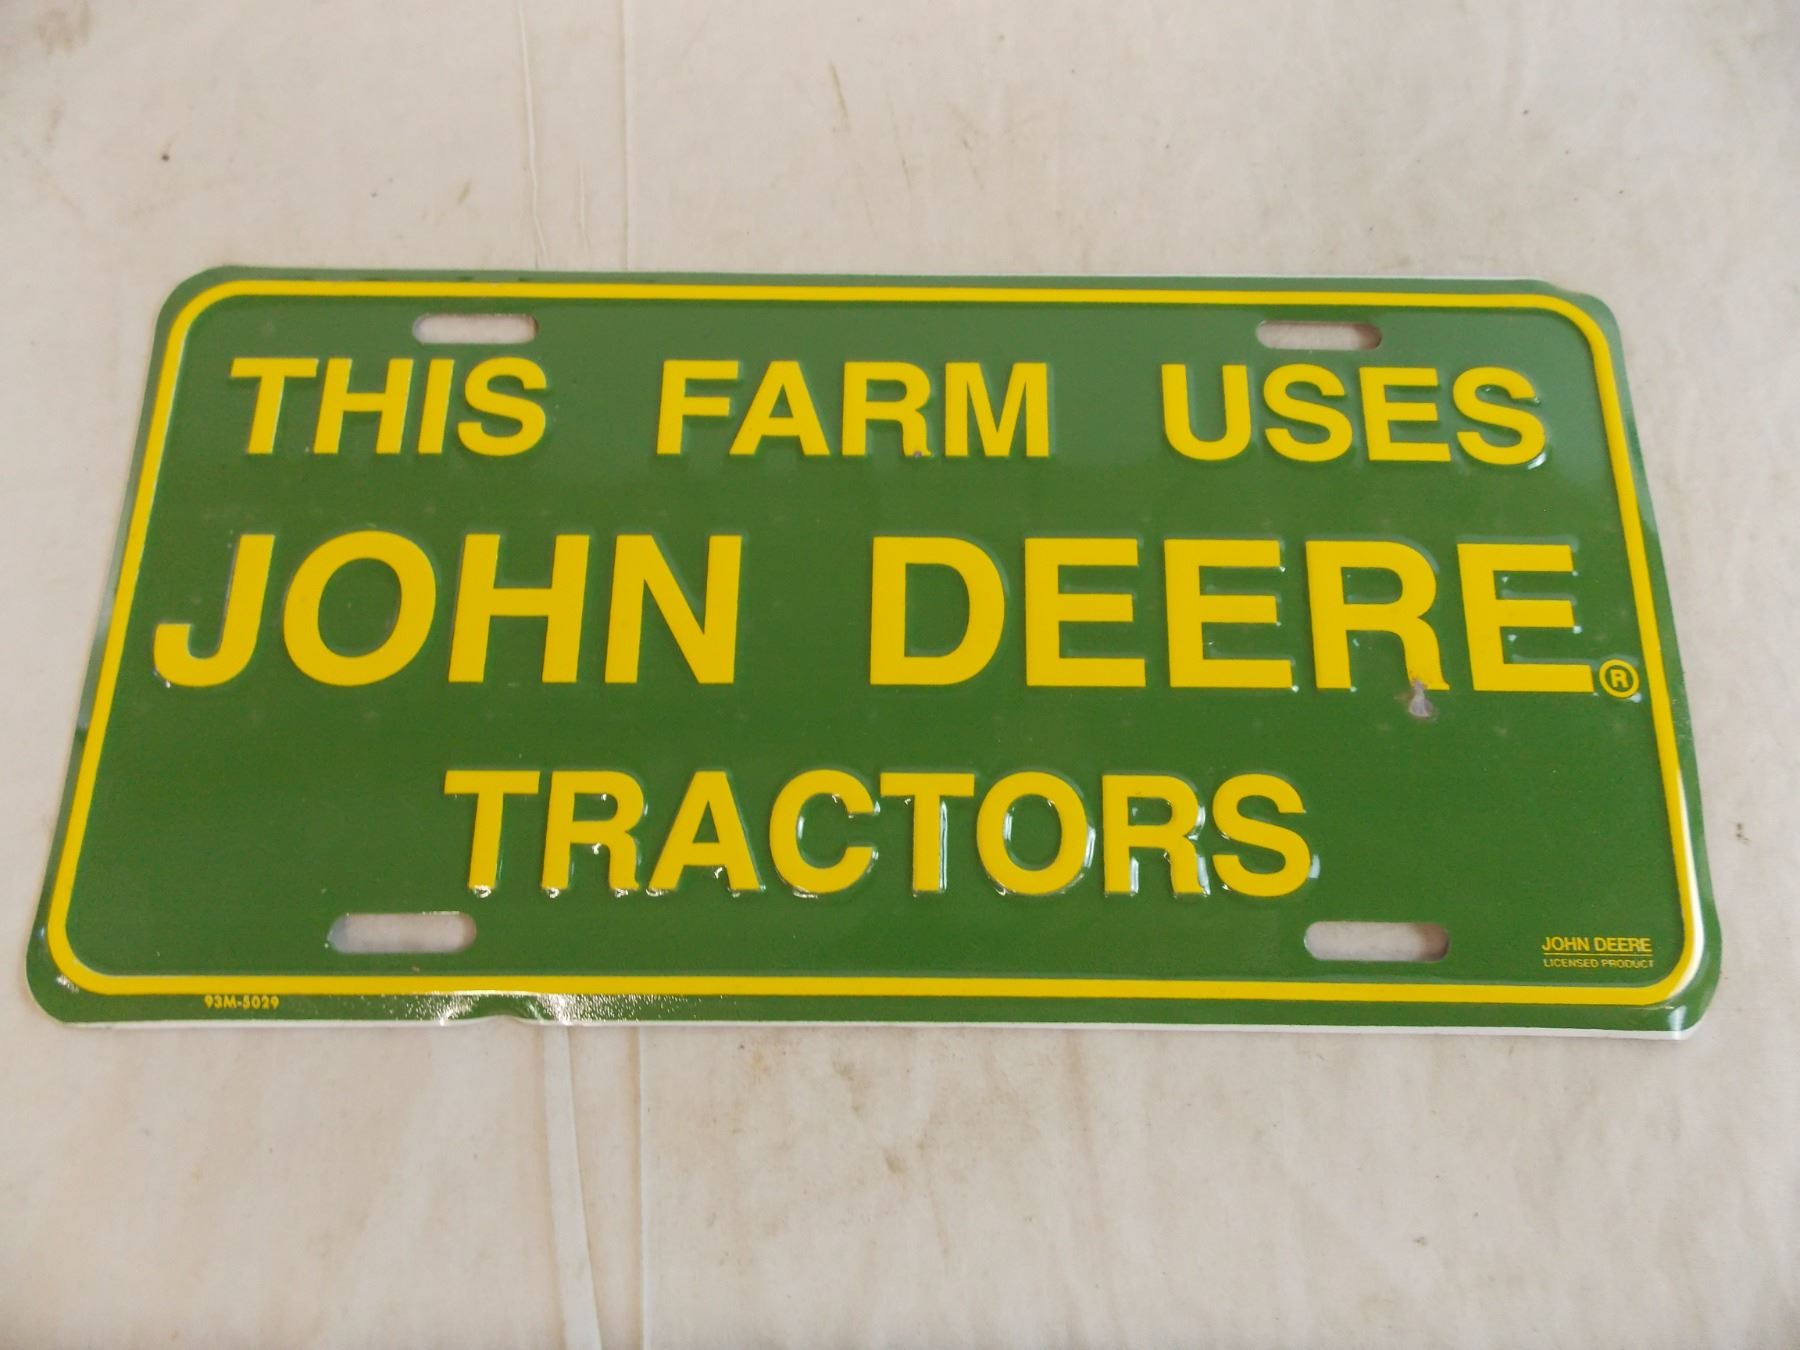 THIS FARM USES
JOHN DEERE®
TRACTORS
JOHN DEERE
LICENSED PRODUCT
93M-5029